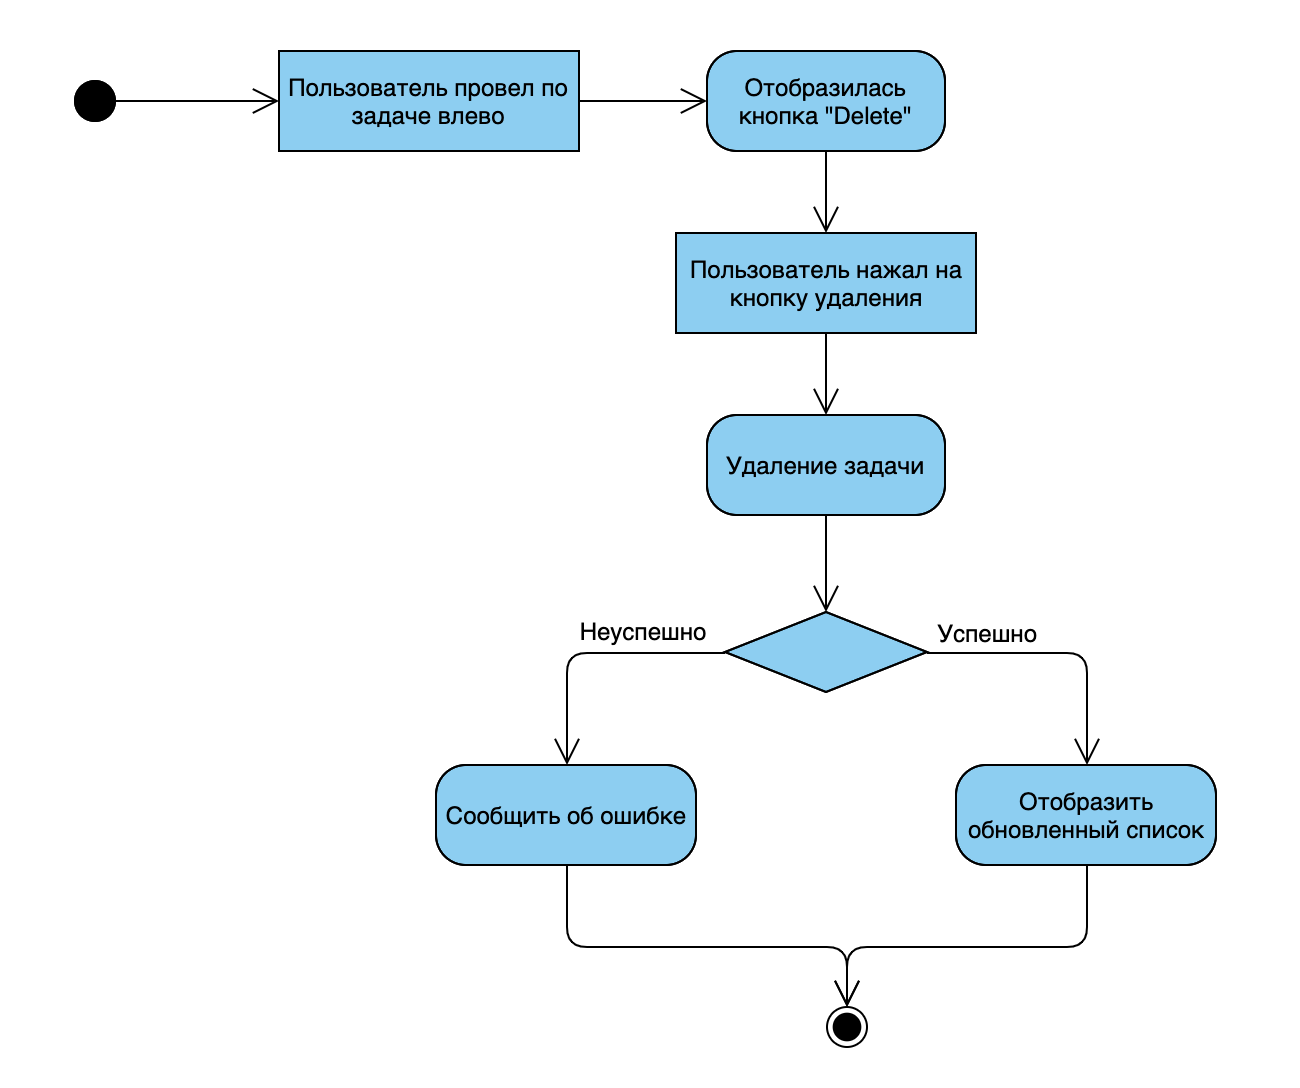 Пользователь провел по
задаче влево
Отобразилась
кнопка "Delete"
Пользователь нажал на
кнопку удаления
Удаление задачи
Неуспешно
Успешно
Сообщить об ошибке
Отобразить
обновленный список